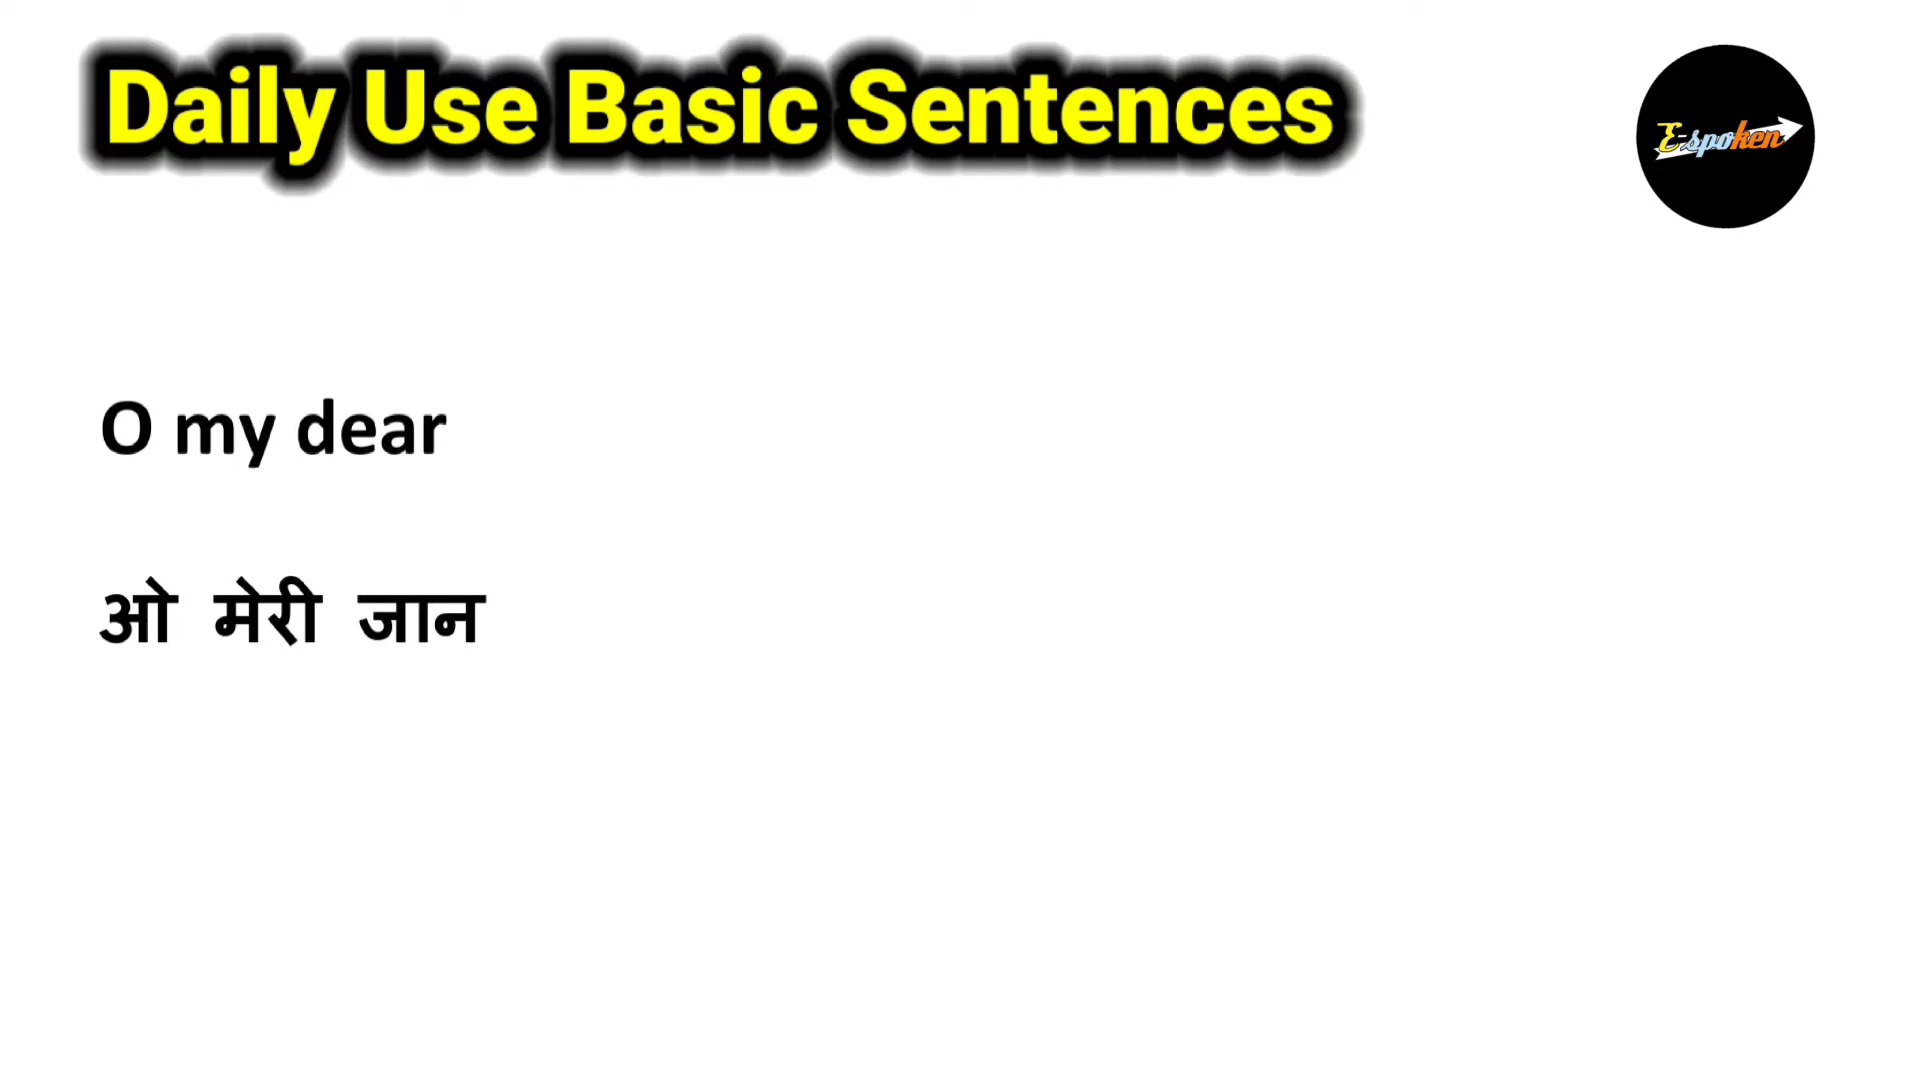 Daily Use Basic Sentences
E-spoken
O my dear
ओ मेरी जान